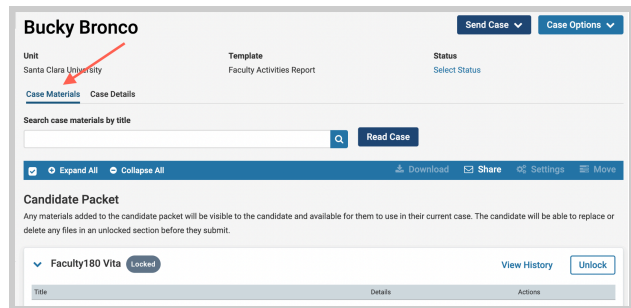 Bucky Bronco
Send Case
Case Options
Unit
Template
Status
Santa Clara University
Faculty Activities Report
Select Status
Case Materials
Case Details
Search case materials by title
Read Case
Expand All
Collapse All
Download
Share
Settings
Move
Candidate Packet
Any materials added to the candidate packet will be visible to the candidate and available for them to use in their current case. The candidate will be able to replace or
delete any files in an unlocked section before they submit.
Faculty180 Vita
Locked
View History
Unlock
Title
Details
Actions